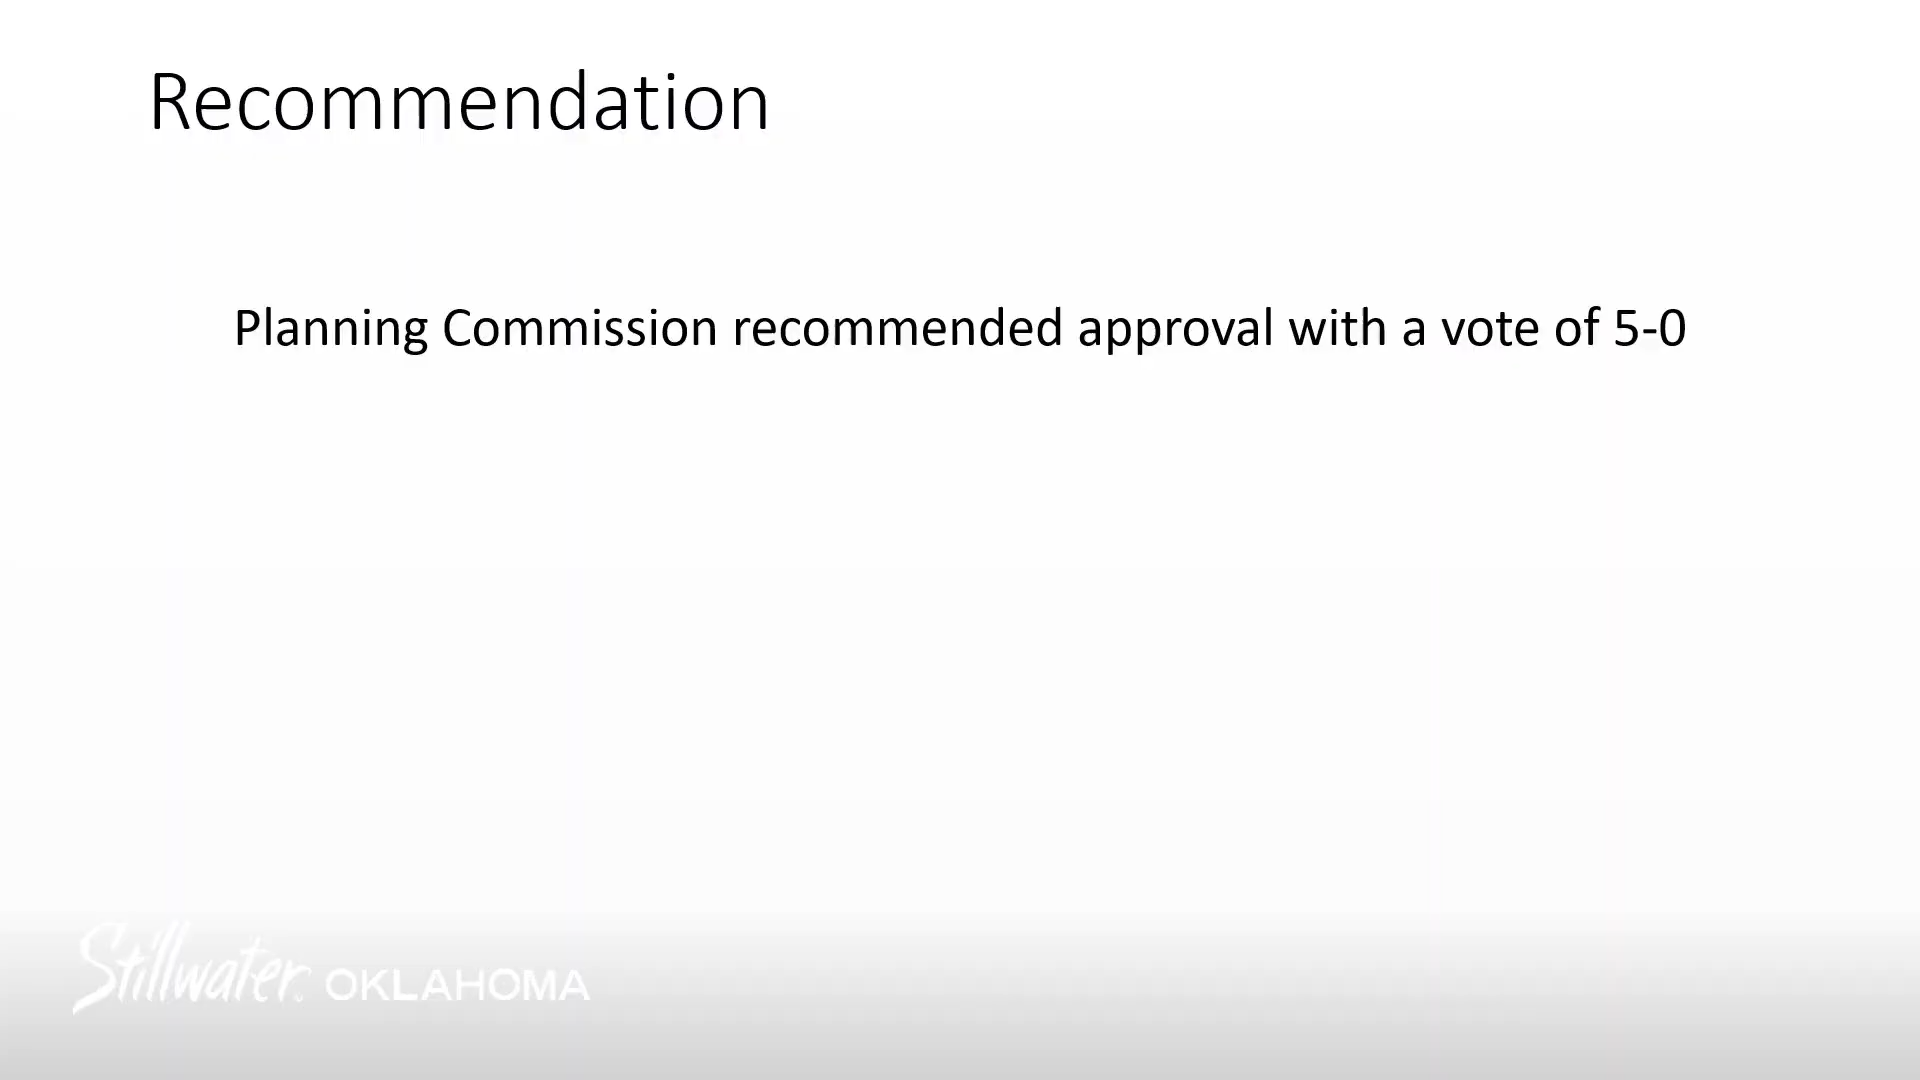 Recommendation
Planning Commission recommended approval with a vote of 5-0
Stillwater OKLAHOMA